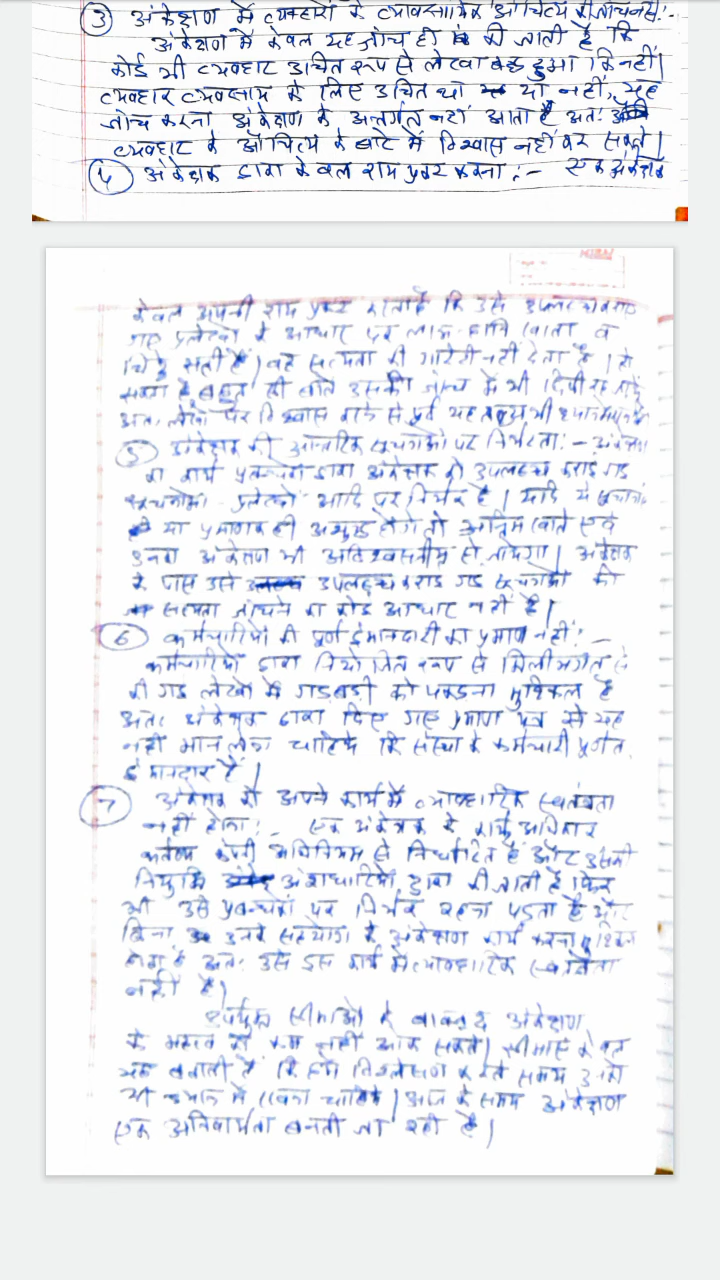 ③ अंकेक्षण में व्यवहारों के व्यावसायिक औचित्य की जांच नहीं :-
अंकेक्षण में केवल यह जांच ही की जाती है कि
कोई भी व्यवहार उचित रूप से लेखा बद्ध हुआ कि नहीं।
व्यवहार व्यवसाय के लिए उचित था या नहीं, यह
जांच करना अंकेक्षण के अन्तर्गत नहीं आता है अतः
व्यवहार के औचित्य के बारे में विश्वास नहीं कर सकते।
④ अंकेक्षक द्वारा केवल राय प्रकट करना :- एक अंकेक्षक
केवल अपनी राय प्रकट करता है कि उसे उपलब्ध कराए
गए प्रलेखों के आधार पर लाभ-हानि खाता व
चिट्ठे सही हैं। वह सत्यता की गारंटी नहीं देता है। हो
सकता है बहुत सी बातें उसकी जांच में भी छिपी रह गई
अतः लेखों पर विश्वास करने से पूर्व यह तथ्य भी ध्यान
⑤ अंकेक्षक की आन्तरिक सूचनाओं पर निर्भरता :- अंकेक्षण
का कार्य प्रबन्धकों द्वारा अंकेक्षक को उपलब्ध कराई गई
सूचनाओं प्रलेखों आदि पर निर्भर है। यदि ये सूचनाएं
या प्रमाणक ही अशुद्ध होंगे तो अंतिम खाते एवं
उनका अंकेक्षण भी अविश्वसनीय हो जायेगा। अंकेक्षक
के पास उसे उपलब्ध कराई गई सूचनाओं की
सत्यता जांचने का कोई आधार नहीं है।
⑥ कर्मचारियों की पूर्ण ईमानदारी का प्रमाण नहीं :-
कर्मचारियों द्वारा नियोजित रूप से मिलीभगत से
की गई लेखों में गड़बड़ी को पकड़ना मुश्किल है
अतः अंकेक्षक द्वारा दिए गए प्रमाण पत्र से यह
नहीं मान लेना चाहिये कि संस्था के कर्मचारी पूर्णतः
ईमानदार हैं।
⑦ अंकेक्षक को अपने कार्य में व्यावहारिक स्वतंत्रता
नहीं होना :- एक अंकेक्षक के कार्य अधिकार
कर्तव्य कंपनी अधिनियम से निर्धारित हैं और उसकी
नियुक्ति अंशधारियों द्वारा की जाती है। फिर
भी उसे प्रबन्धकों पर निर्भर रहना पड़ता है और
बिना उनके सहयोग के अंकेक्षण कार्य करना मुश्किल
होता है अतः उसे इस कार्य में व्यावहारिक स्वतंत्रता
नहीं है।
उपर्युक्त सीमाओं के बावजूद अंकेक्षण
के महत्व को कम नहीं आंक सकते। सीमाएं केवल
यह बताती हैं कि हमें विश्लेषण करते समय उनको
भी ध्यान में रखना चाहिये। आज के समय अंकेक्षण
एक अनिवार्यता बनती जा रही है।